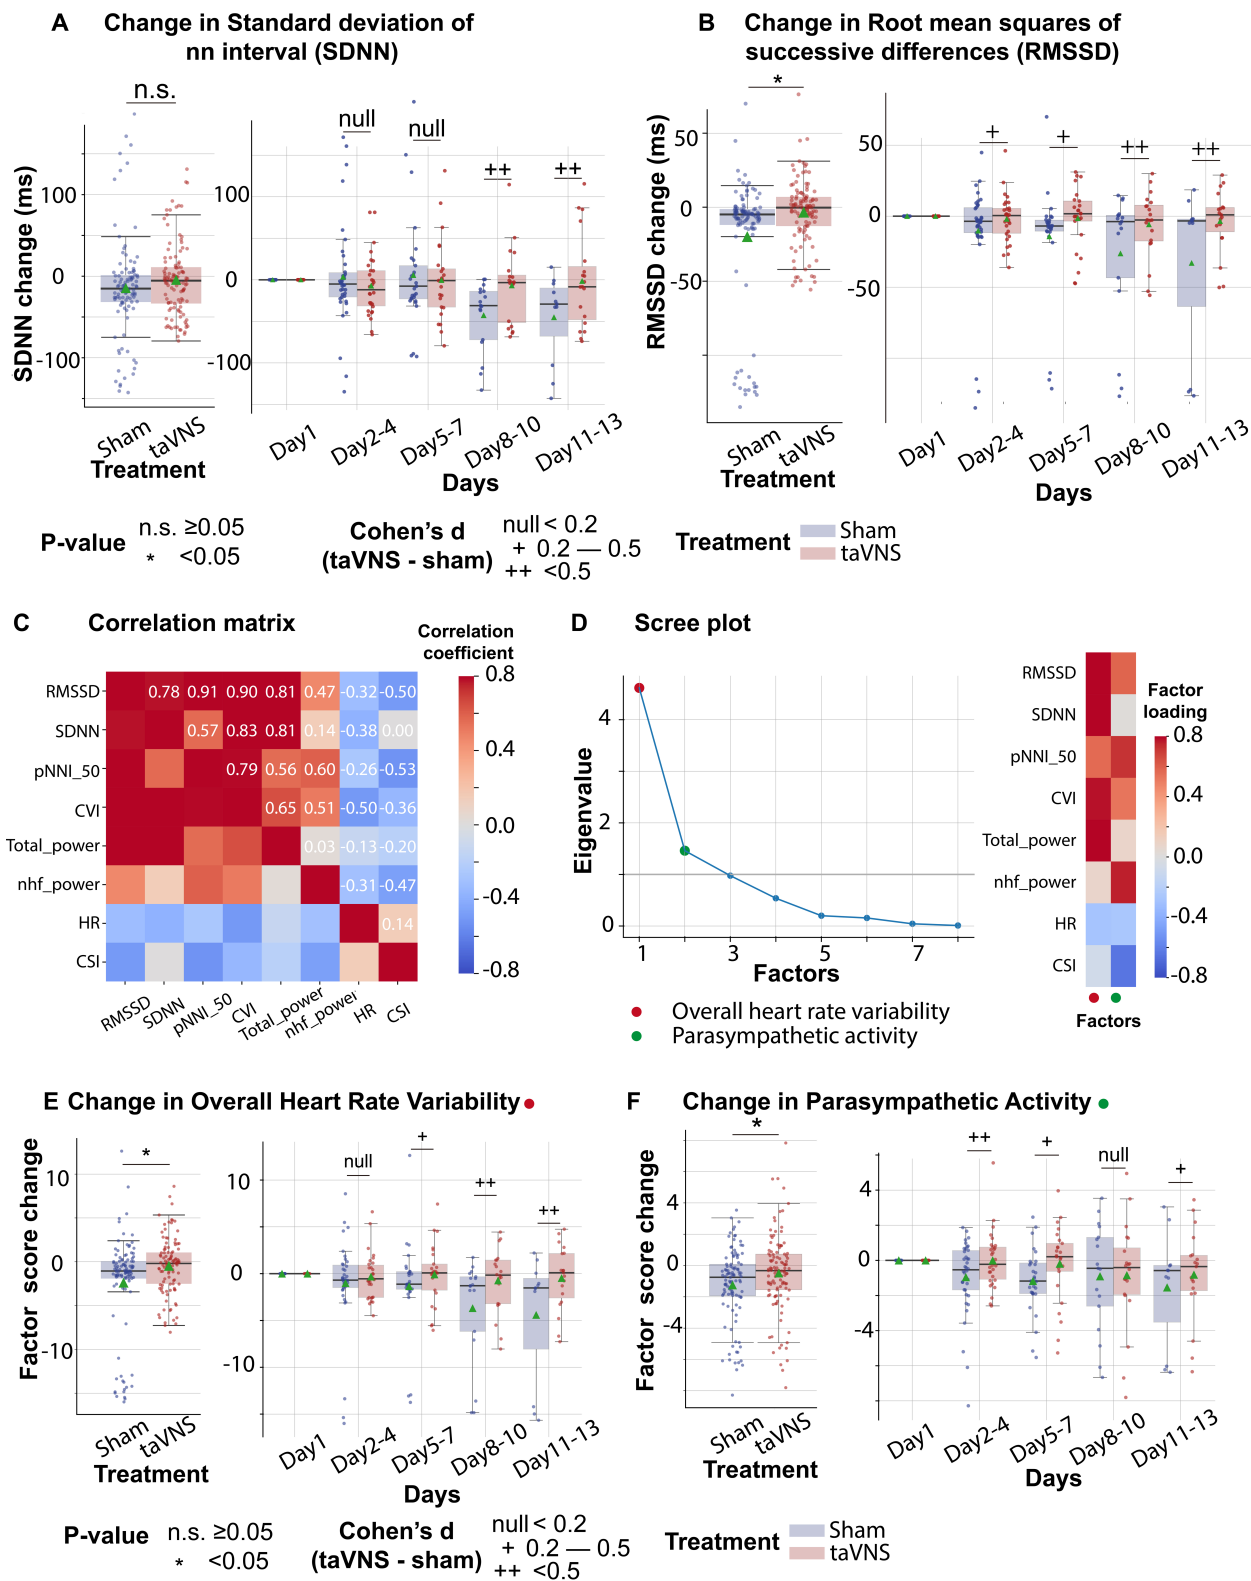 A Change in Standard deviation of
nn interval (SDNN)
B Change in Root mean squares of
successive differences (RMSSD)
n.s.
null
null
++
++
SDNN change (ms)
100
0
-100
100
0
-100
Sham
taVNS
Treatment
Day1
Day2-4
Day5-7
Day8-10
Day11-13
Days
*
+
+
++
++
RMSSD change (ms)
50
0
-50
50
0
-50
Sham
taVNS
Treatment
Day1
Day2-4
Day5-7
Day8-10
Day11-13
Days
P-value
n.s. ≥0.05
* <0.05
Cohen's d
(taVNS - sham)
null < 0.2
+ 0.2 — 0.5
++ <0.5
Treatment
Sham
taVNS
C Correlation matrix
Correlation
coefficient
RMSSD 0.78 0.91 0.90 0.81 0.47 -0.32 -0.50
SDNN 0.57 0.83 0.81 0.14 -0.38 0.00
pNNI_50 0.79 0.56 0.60 -0.26 -0.53
CVI 0.65 0.51 -0.50 -0.36
Total_power 0.03 -0.13 -0.20
nhf_power -0.31 -0.47
HR 0.14
CSI
RMSSD
SDNN
pNNI_50
CVI
Total_power
nhf_power
HR
CSI
0.8
0.4
0.0
-0.4
-0.8
D Scree plot
Eigenvalue
4
2
0
1 3 5 7
Factors
Overall heart rate variability
Parasympathetic activity
RMSSD
SDNN
pNNI_50
CVI
Total_power
nhf_power
HR
CSI
Factors
Factor
loading
0.8
0.4
0.0
-0.4
-0.8
E Change in Overall Heart Rate Variability
F Change in Parasympathetic Activity
Factor score change
10
0
-10
*
Sham
taVNS
Treatment
10
0
-10
null
+
++
++
Day1
Day2-4
Day5-7
Day8-10
Day11-13
Days
Factor score change
4
0
-4
*
Sham
taVNS
Treatment
4
0
-4
++
+
null
+
Day1
Day2-4
Day5-7
Day8-10
Day11-13
Days
P-value
n.s. ≥0.05
* <0.05
Cohen's d
(taVNS - sham)
null < 0.2
+ 0.2 — 0.5
++ <0.5
Treatment
Sham
taVNS